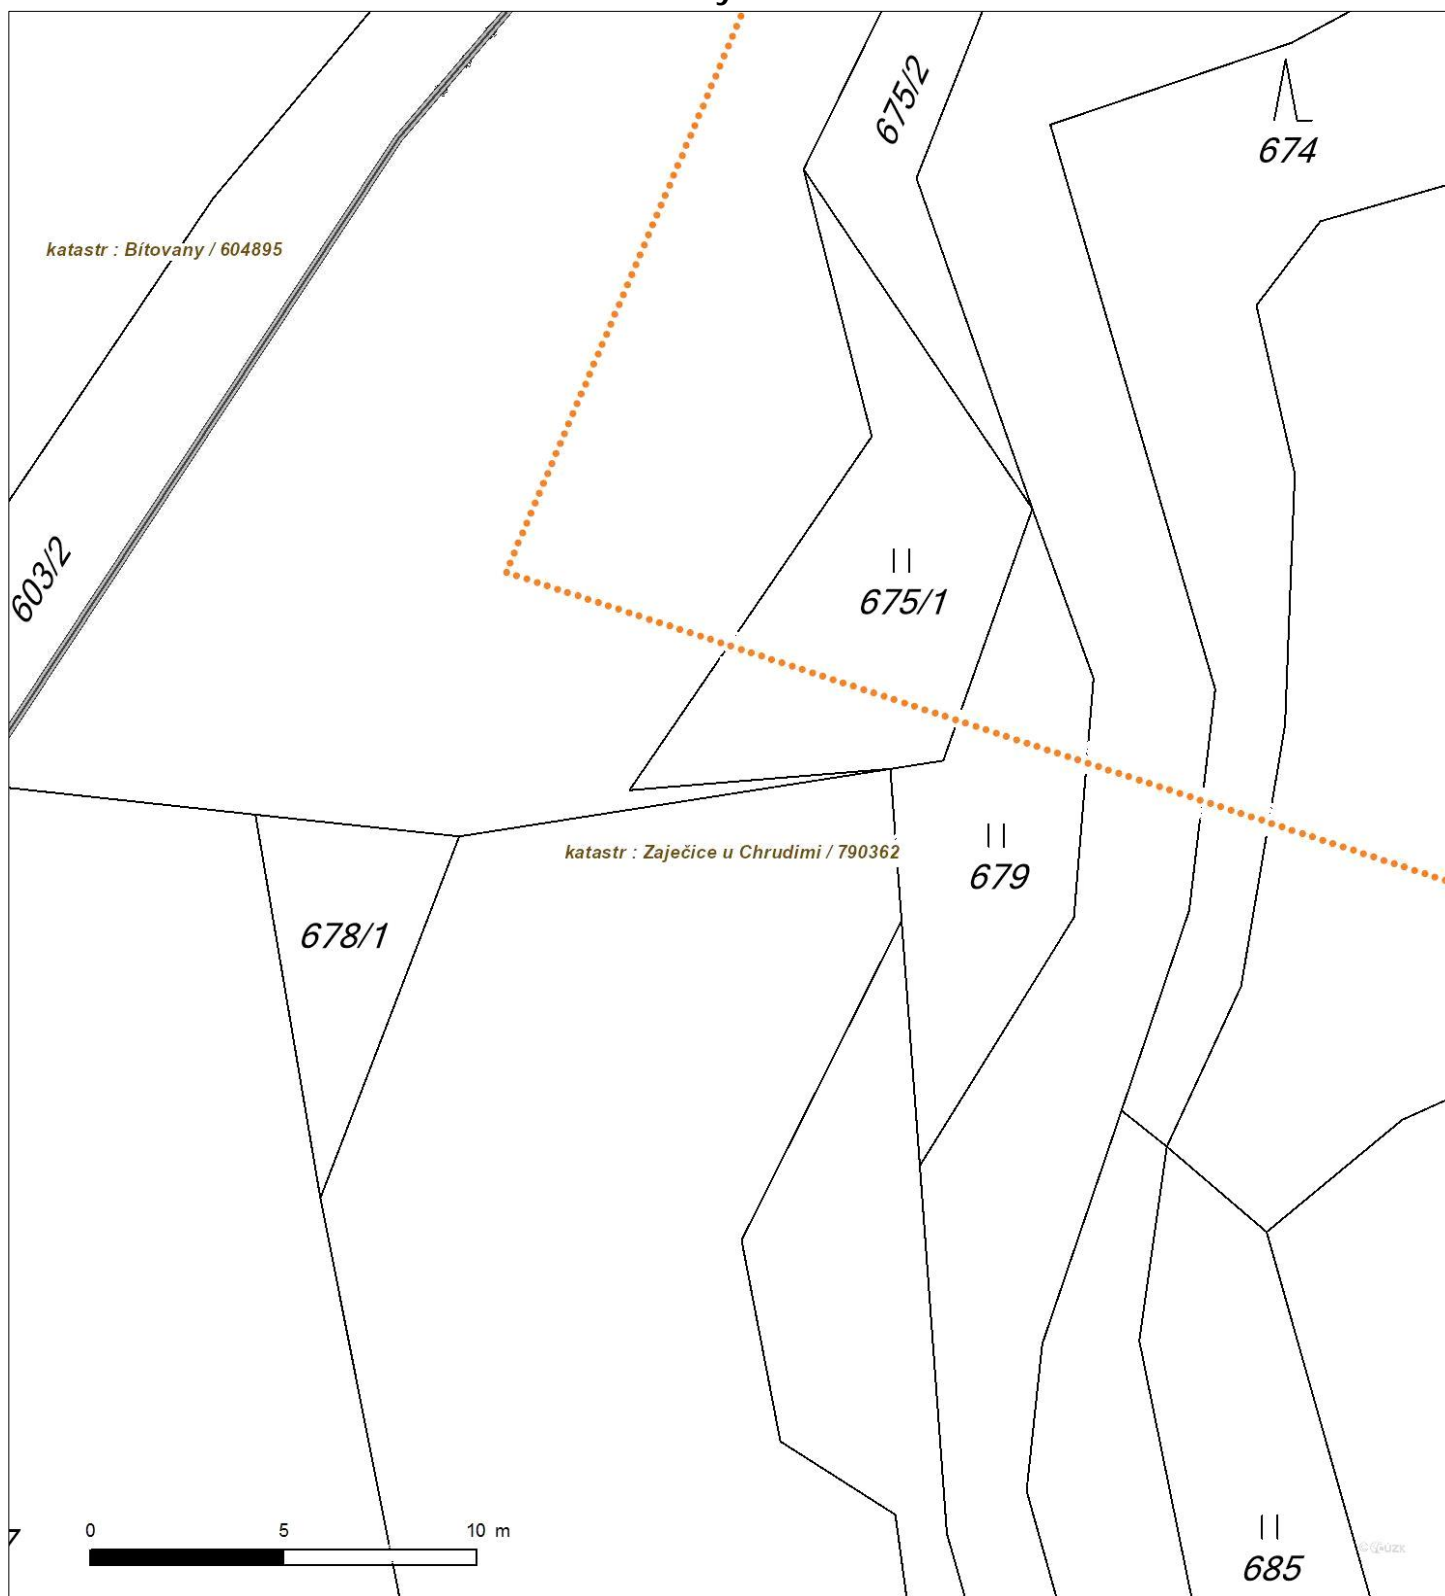 675/2
674
katastr : Bítovany / 604895
603/2
675/1
katastr : Zaječice u Chrudimi / 790362
679
678/1
0 5 10 m
685